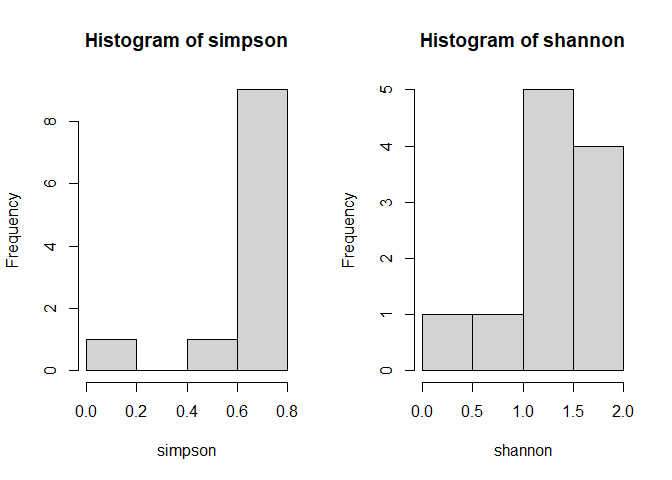 Histogram of simpson
Frequency
0 2 4 6 8
0.0 0.2 0.4 0.6 0.8
simpson
Histogram of shannon
Frequency
0 1 2 3 4 5
0.0 0.5 1.0 1.5 2.0
shannon